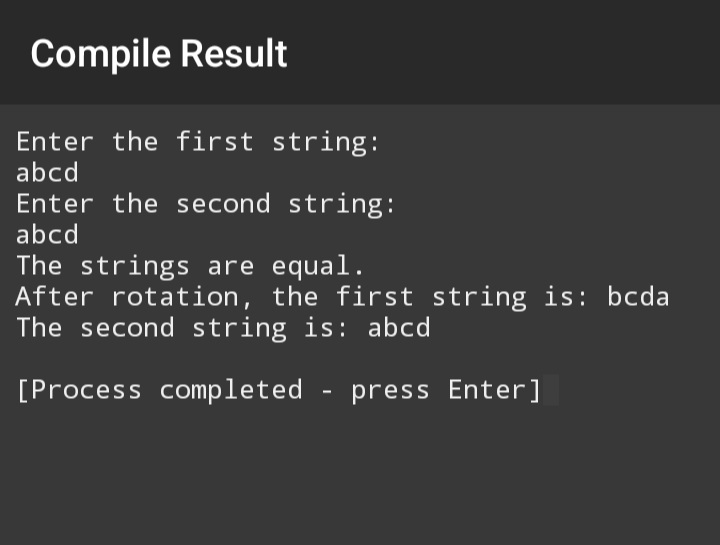 Compile Result
Enter the first string:
abcd
Enter the second string:
abcd
The strings are equal.
After rotation, the first string is: bcda
The second string is: abcd
[Process completed - press Enter]